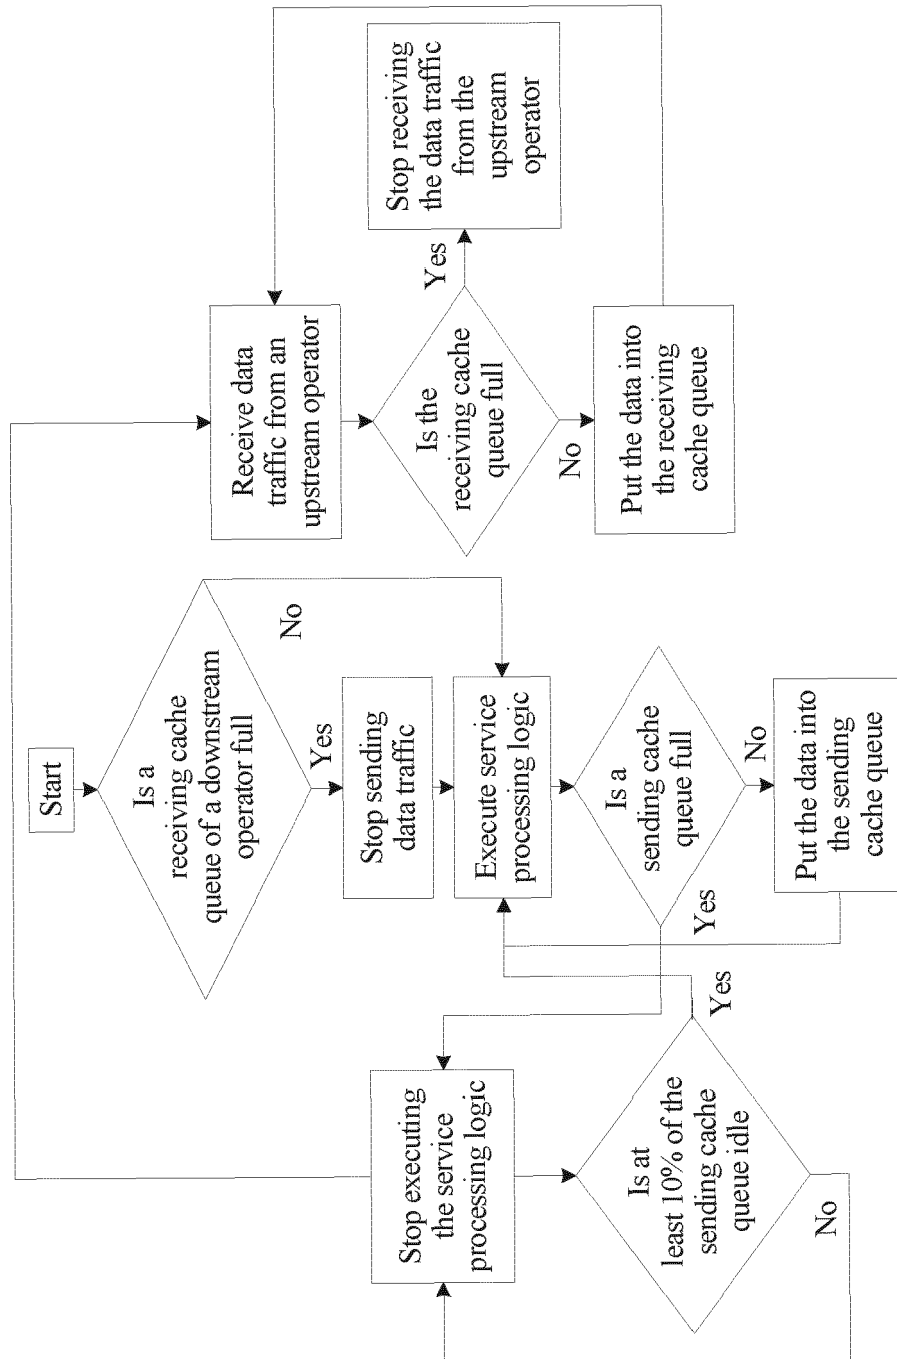 Start
Is a
receiving cache
queue of a downstream
operator full
Yes
No
Stop sending
data traffic
Execute service
processing logic
Is a
sending cache
queue full
Yes
No
Put the data into
the sending
cache queue
Stop executing
the service
processing logic
Is at
least 10% of the
sending cache
queue idle
Yes
No
Receive data
traffic from an
upstream operator
Is the
receiving cache
queue full
Yes
No
Stop receiving
the data traffic
from the
upstream
operator
Put the data into
the receiving
cache queue